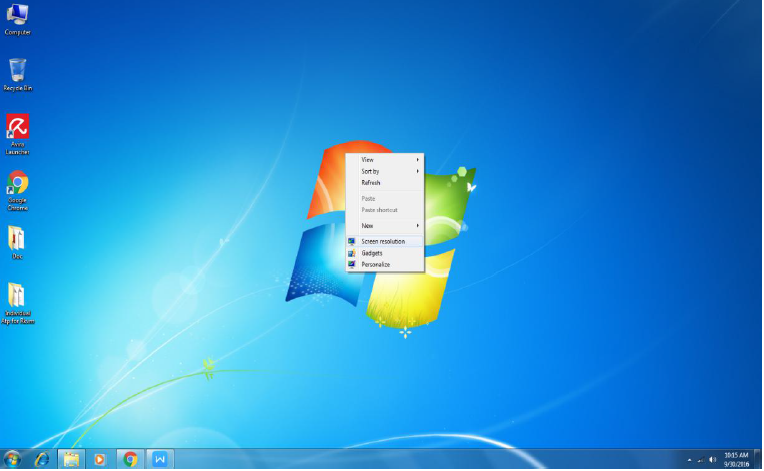 Computer
Recycle Bin
Avira
Launcher
Google
Chrome
Doc
Individual
View
Sort by
Refresh
Paste
Paste shortcut
New
Screen resolution
Gadgets
Personalize
10:15 AM
9/30/2016